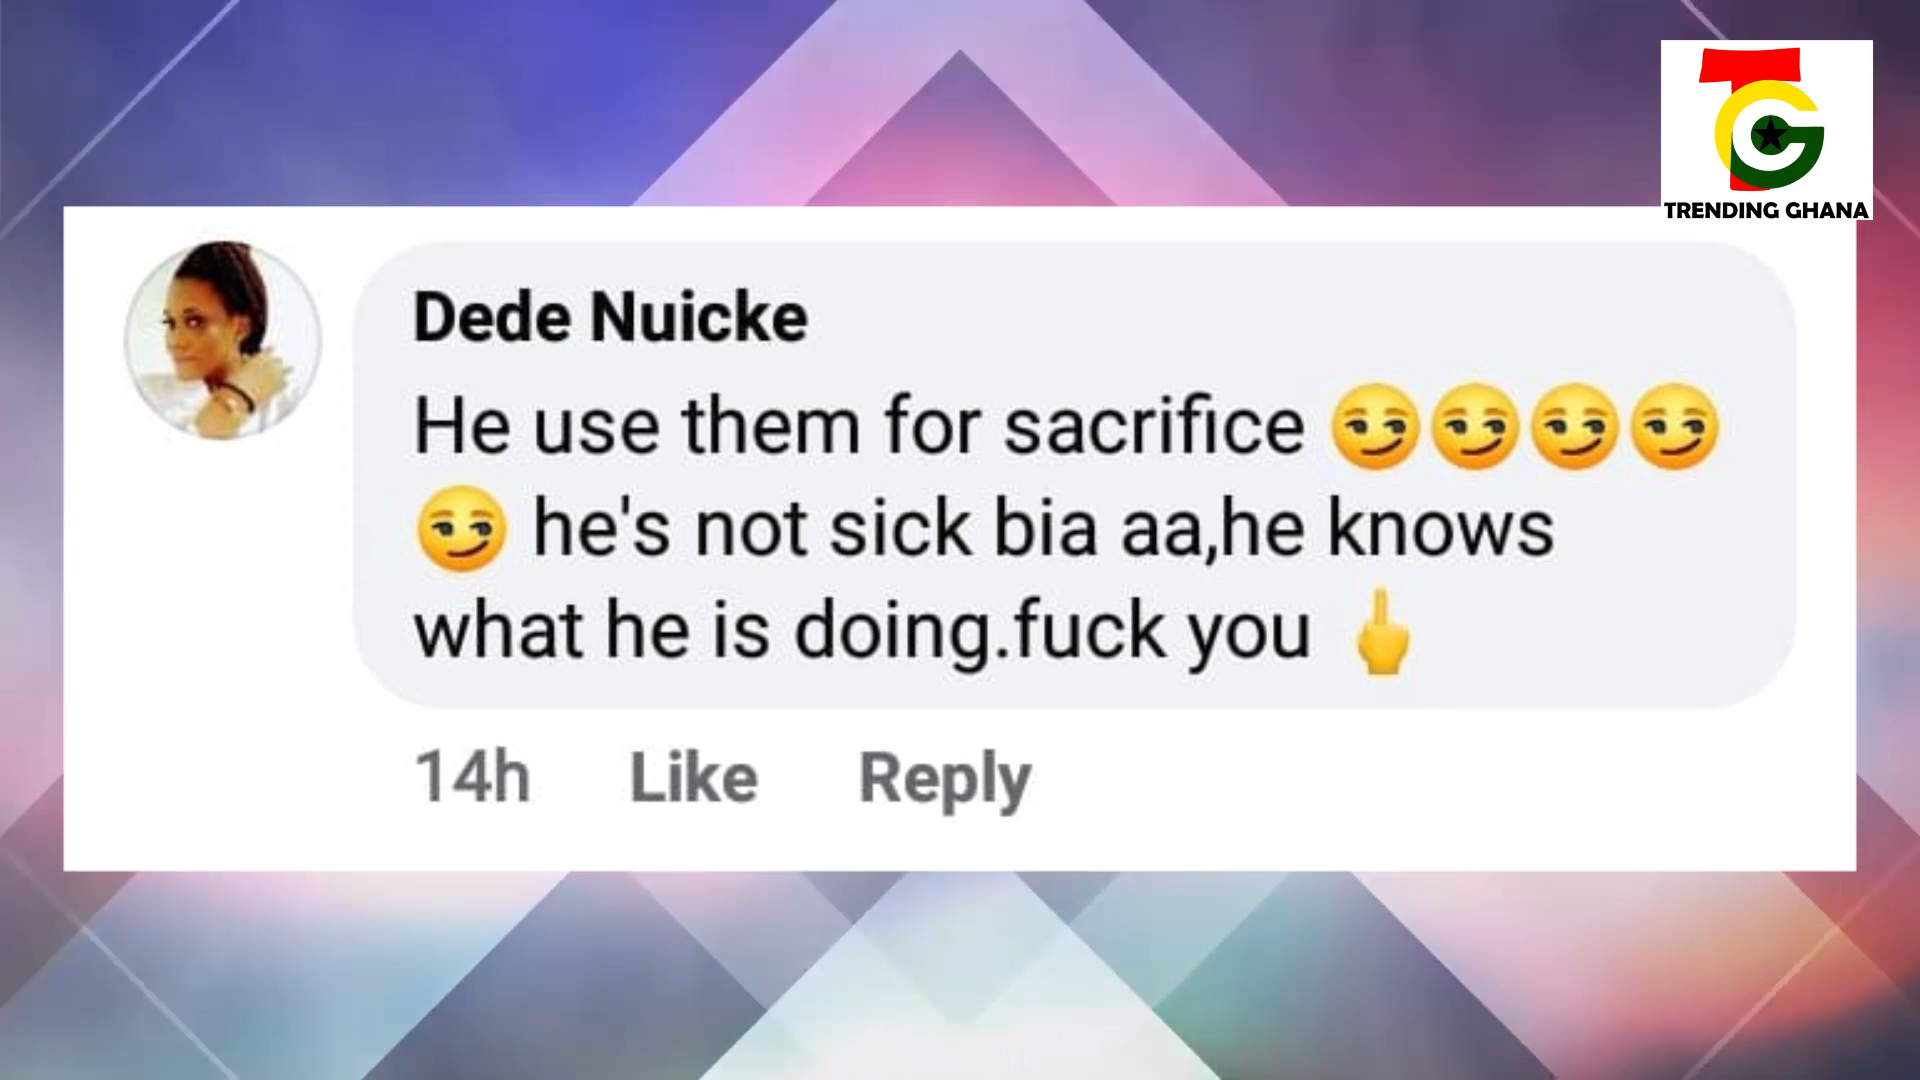 TG
TRENDING GHANA
Dede Nuicke
He use them for sacrifice 😏😏😏😏
😏 he's not sick bia aa,he knows
what he is doing.fuck you 🖕
14h Like Reply